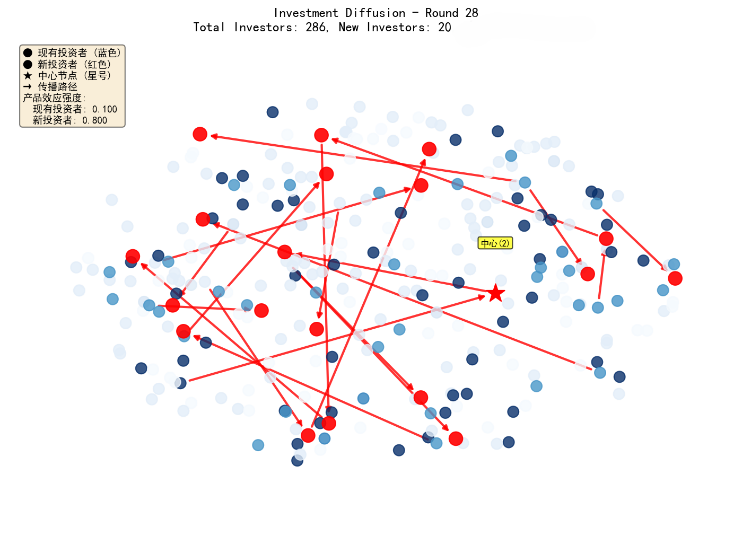 Investment Diffusion - Round 28
Total Investors: 286, New Investors: 20
现有投资者 (蓝色)
新投资者 (红色)
中心节点 (星号)
传播路径
产品效应强度:
现有投资者: 0.100
新投资者: 0.800
中心(2)